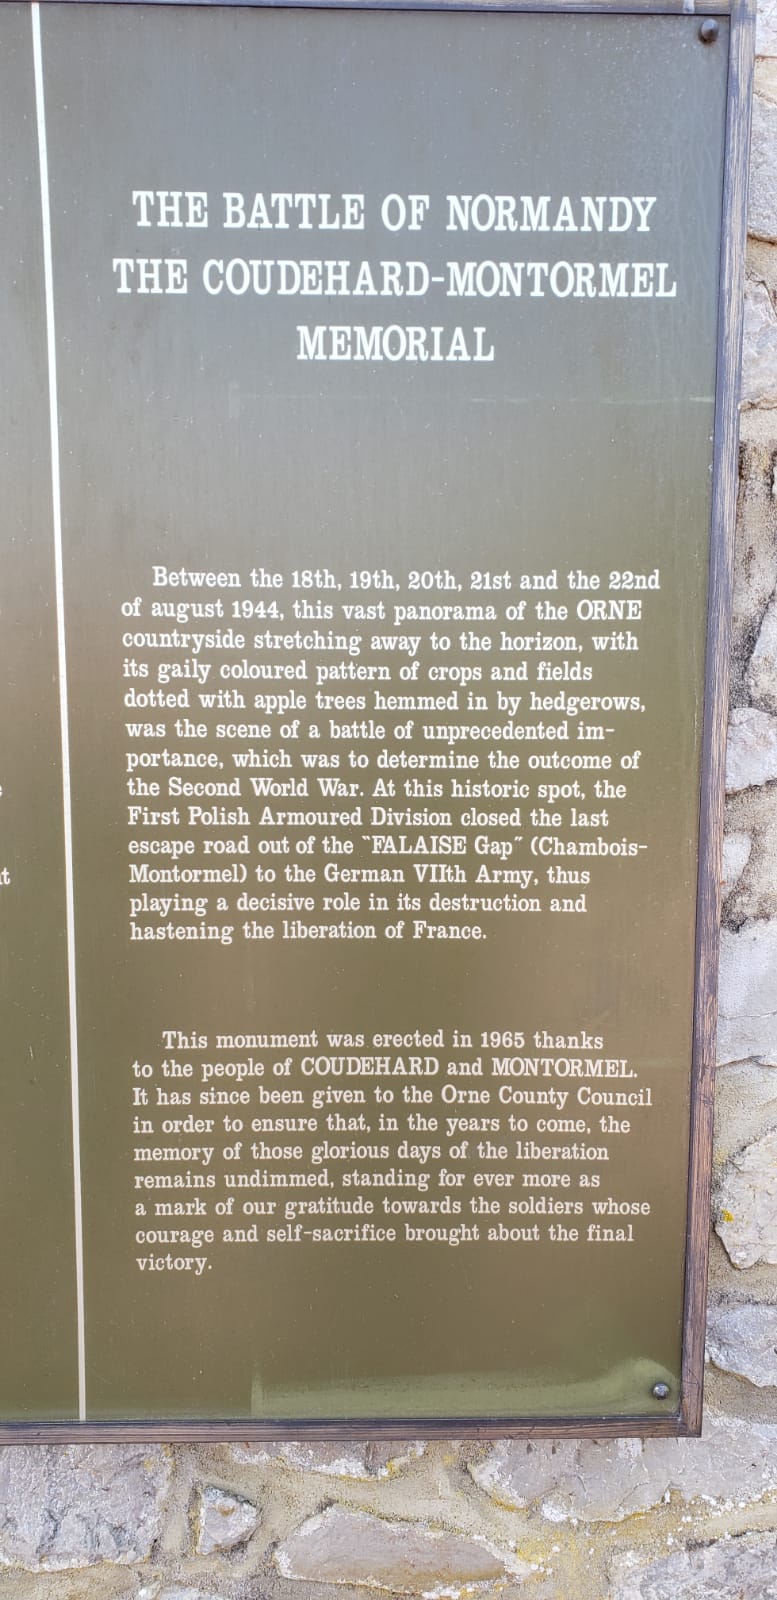 THE BATTLE OF NORMANDY
THE COUDEHARD-MONTORMEL
MEMORIAL
Between the 18th, 19th, 20th, 21st and the 22nd
of august 1944, this vast panorama of the ORNE
countryside stretching away to the horizon, with
its gaily coloured pattern of crops and fields
dotted with apple trees hemmed in by hedgerows,
was the scene of a battle of unprecedented im-
portance, which was to determine the outcome of
the Second World War. At this historic spot, the
First Polish Armoured Division closed the last
escape road out of the "FALAISE Gap" (Chambois-
Montormel) to the German VIIth Army, thus
playing a decisive role in its destruction and
hastening the liberation of France.
This monument was erected in 1965 thanks
to the people of COUDEHARD and MONTORMEL.
It has since been given to the Orne County Council
in order to ensure that, in the years to come, the
memory of those glorious days of the liberation
remains undimmed, standing for ever more as
a mark of our gratitude towards the soldiers whose
courage and self-sacrifice brought about the final
victory.